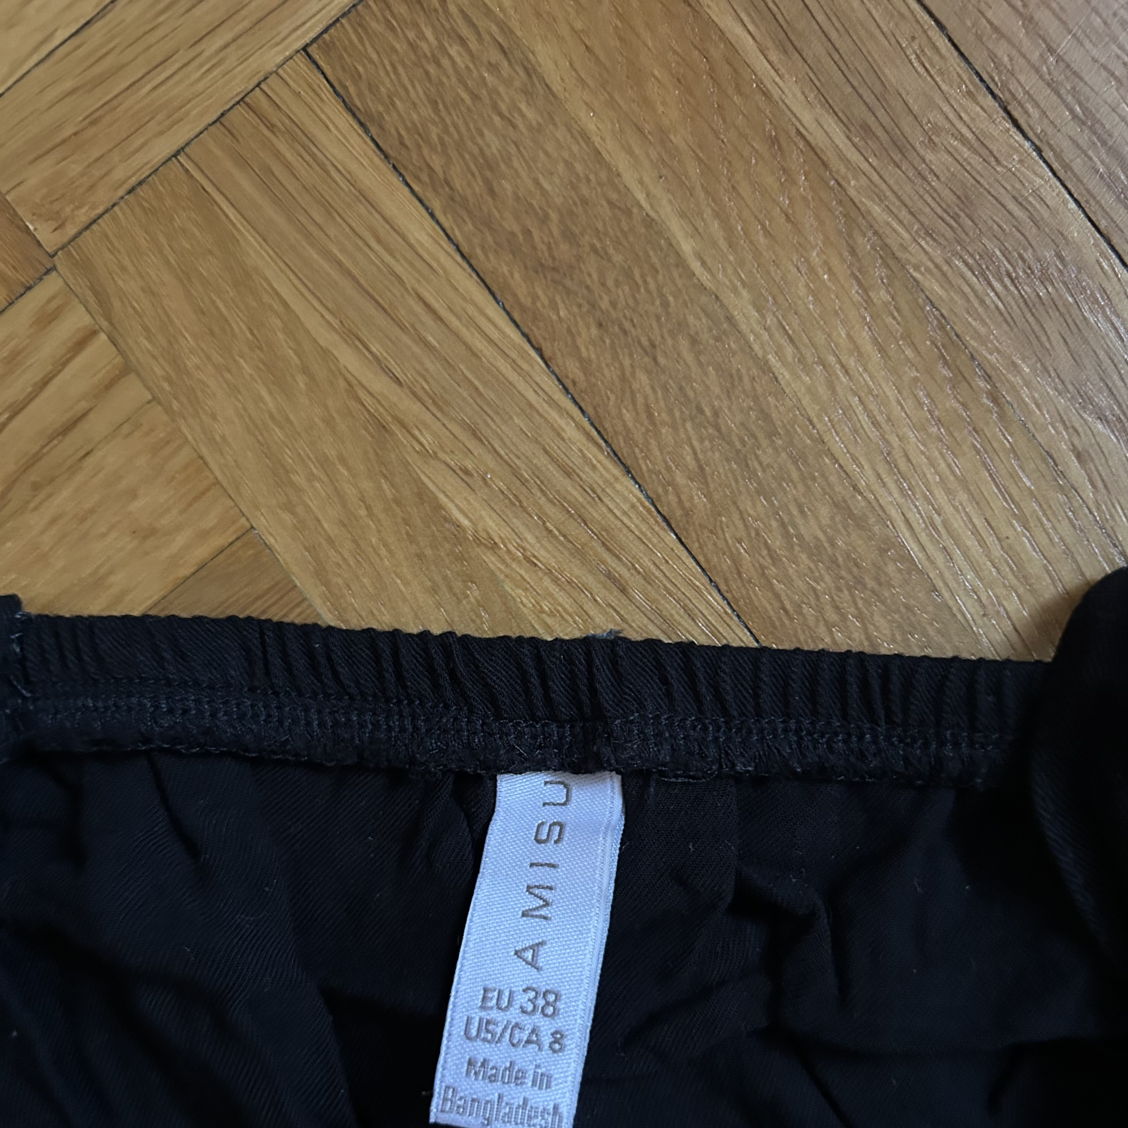 AMISU
EU 38
US/CA 8
Made in
Bangladesh